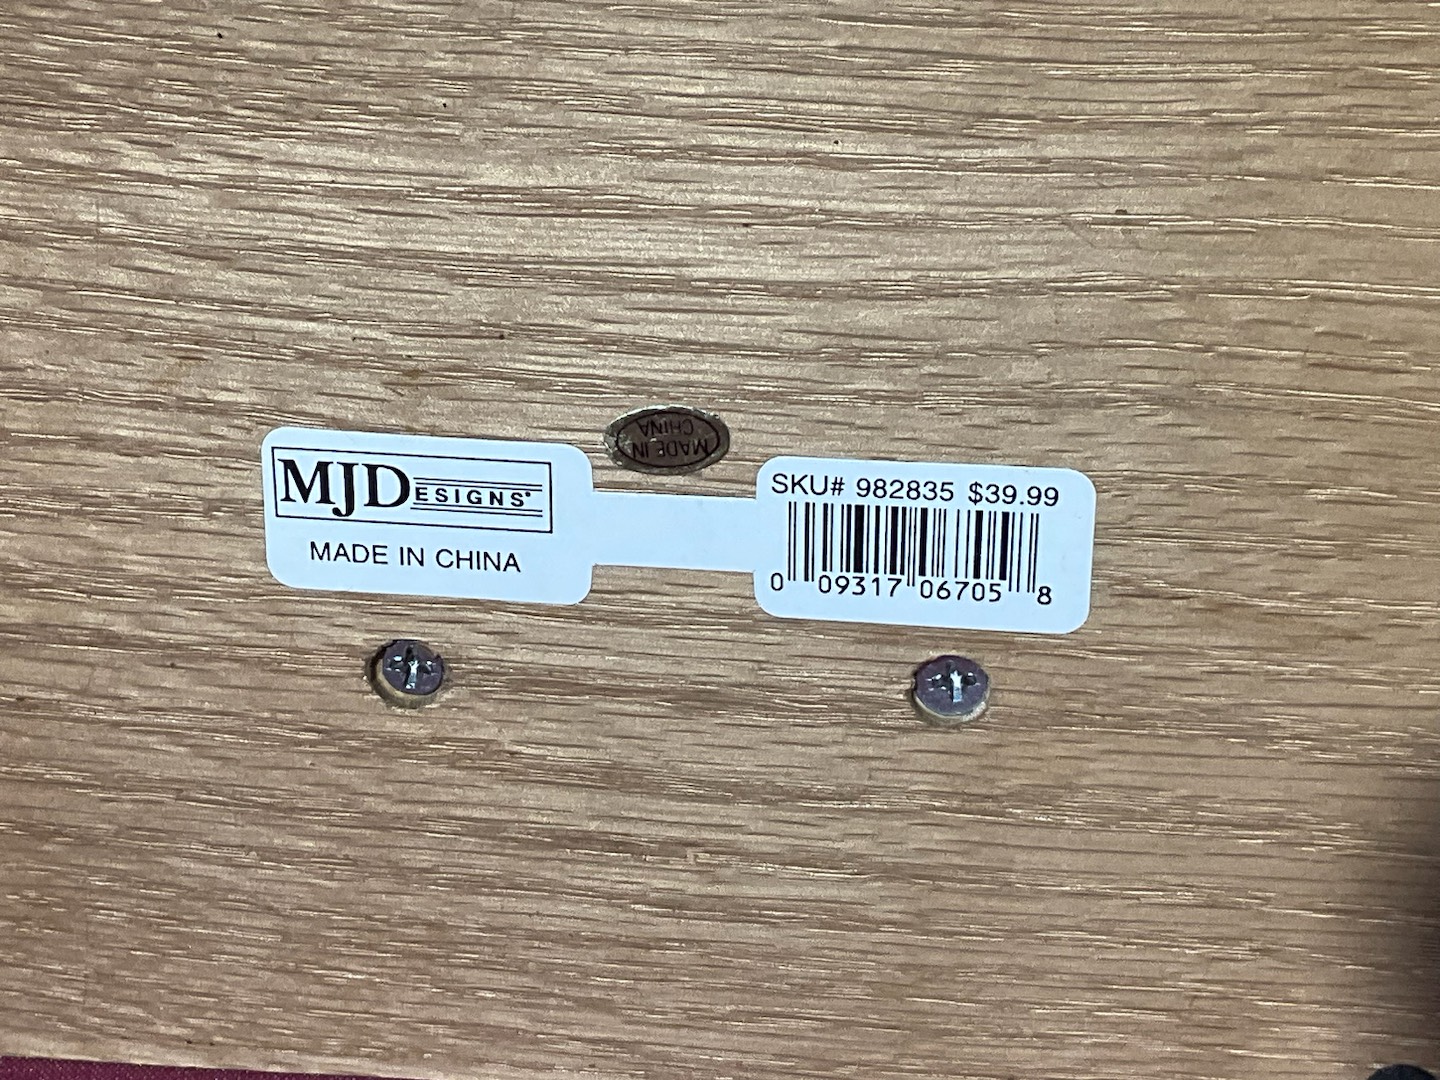 MADE IN
CHINA
MJDESIGNS®
MADE IN CHINA
SKU# 982835 $39.99
0 09317 06705 8